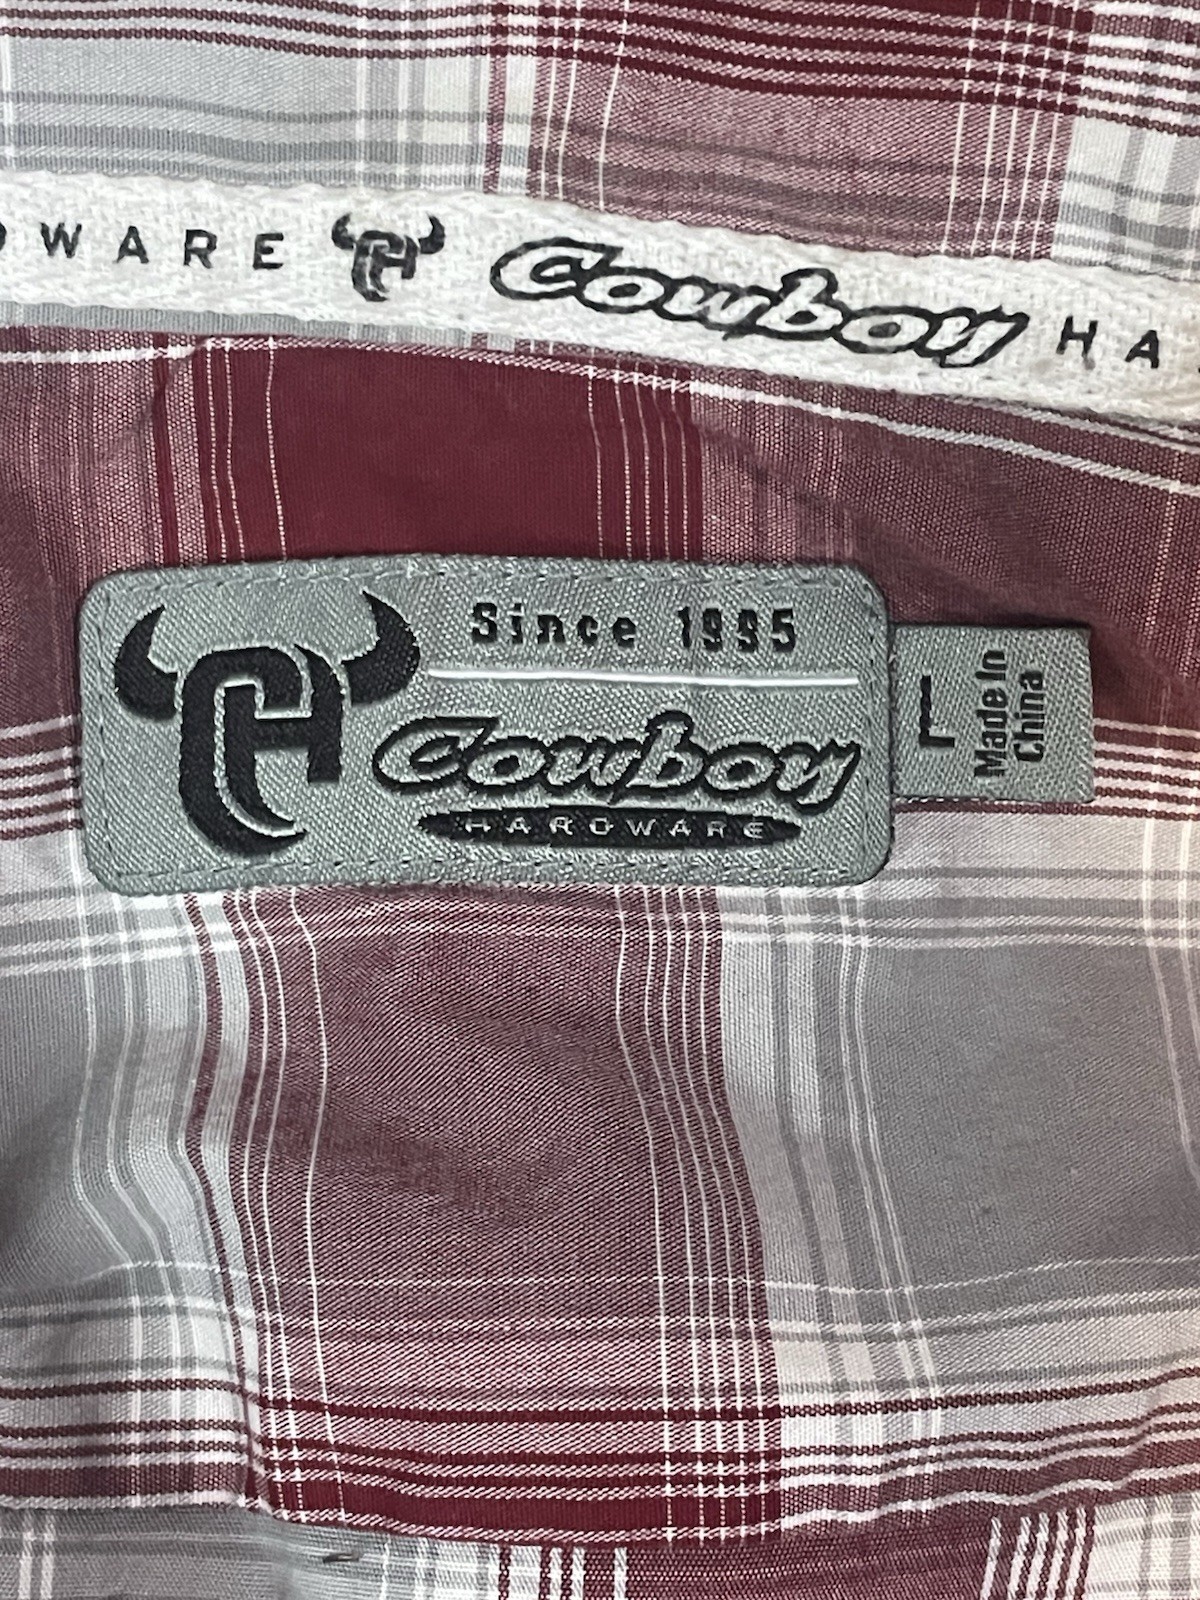 WARE CH Cowboy HA
Since 1995
CH
Cowboy
HARDWARE
L
Made In
China